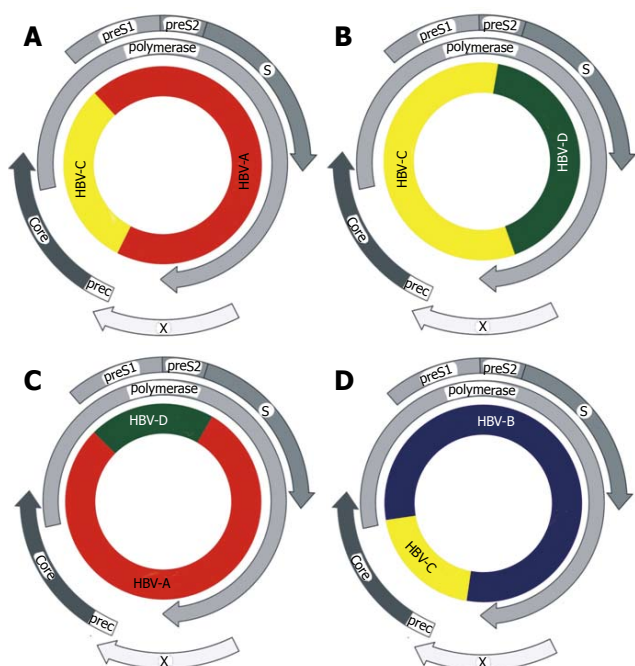 A
preS1
preS2
polymerase
S
HBV-C
HBV-A
Core
prec
X
B
preS1
preS2
polymerase
S
HBV-C
HBV-D
Core
prec
X
C
preS1
preS2
polymerase
S
HBV-D
HBV-A
Core
prec
X
D
preS1
preS2
polymerase
S
HBV-B
HBV-C
Core
prec
X